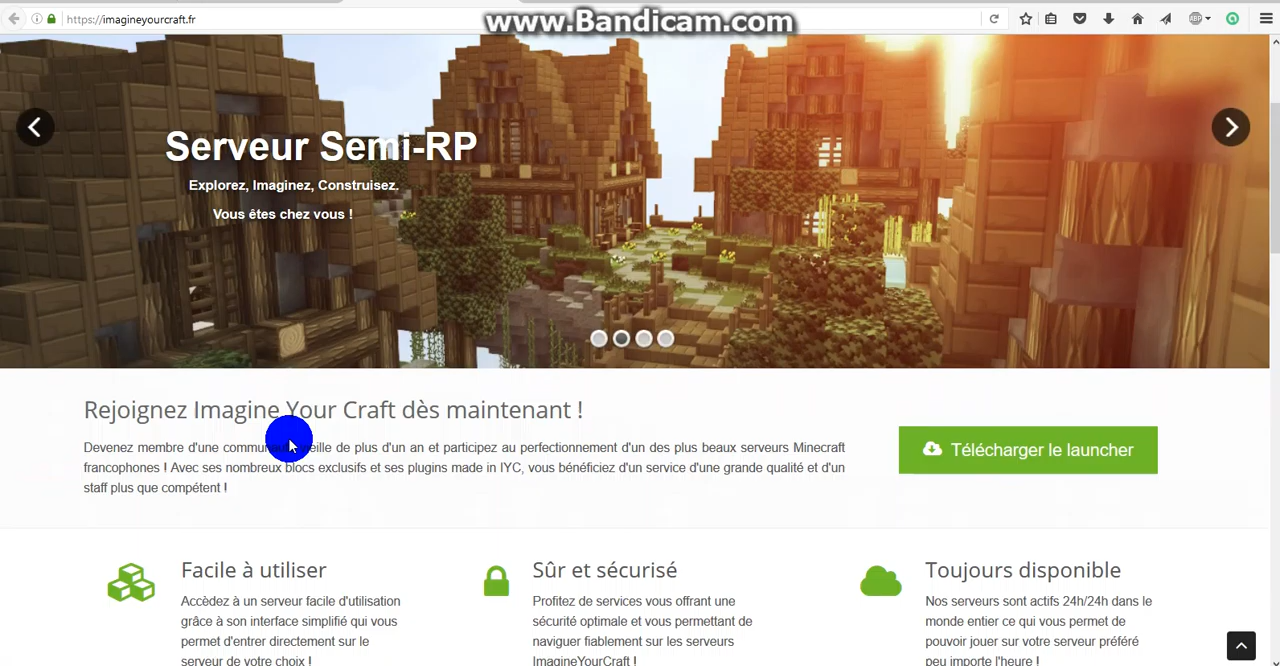 https://imagineyourcraft.fr
www.Bandicam.com
ABP
Serveur Semi-RP
Explorez, Imaginez, Construisez.
Vous êtes chez vous !
Rejoignez Imagine Your Craft dès maintenant !
Devenez membre d'une de plus d'un an et participez au perfectionnement d'un des plus beaux serveurs Minecraft
francophones ! Avec ses nombreux blocs exclusifs et ses plugins made in IYC, vous bénéficiez d'un service d'une grande qualité et d'un
staff plus que compétent !
Télécharger le launcher
Facile à utiliser
Accèdez à un serveur facile d'utilisation
grâce à son interface simplifié qui vous
permet d'entrer directement sur le
serveur de votre choix !
Sûr et sécurisé
Profitez de services vous offrant une
sécurité optimale et vous permettant de
naviguer fiablement sur les serveurs
ImagineYourCraft !
Toujours disponible
Nos serveurs sont actifs 24h/24h dans le
monde entier ce qui vous permet de
pouvoir jouer sur votre serveur préféré
peu importe l'heure !